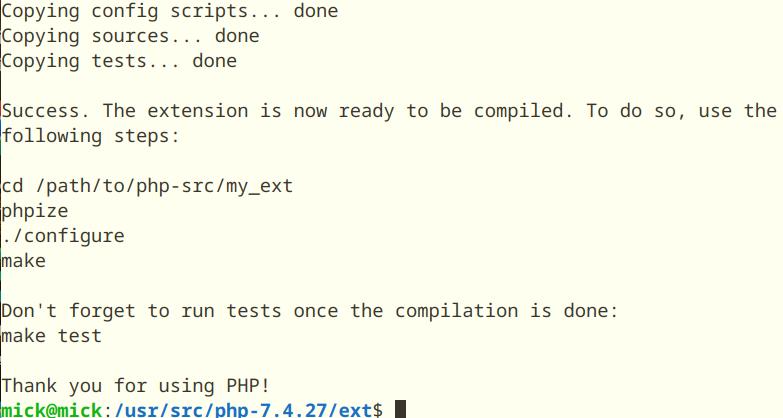 Copying config scripts... done
Copying sources... done
Copying tests... done
Success. The extension is now ready to be compiled. To do so, use the
following steps:
cd /path/to/php-src/my_ext
phpize
./configure
make
Don't forget to run tests once the compilation is done:
make test
Thank you for using PHP!
mick@mick:/usr/src/php-7.4.27/ext$